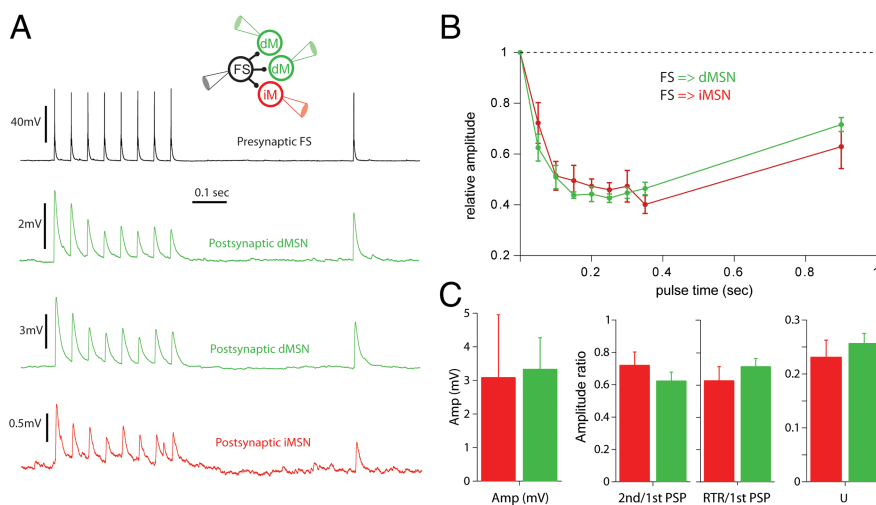 A
dM
FS
dM
iM
40mV
Presynaptic FS
0.1 sec
2mV
Postsynaptic dMSN
3mV
Postsynaptic dMSN
0.5mV
Postsynaptic iMSN
B
1
0.8
0.6
0.4
0.2
relative amplitude
FS => dMSN
FS => iMSN
0.2
0.4
0.6
0.8
1
pulse time (sec)
C
5
4
3
2
1
0
Amp (mV)
Amp (mV)
1.0
0.8
0.6
0.4
0.2
0
Amplitude ratio
2nd/1st PSP
RTR/1st PSP
0.3
0.2
0.1
0
U